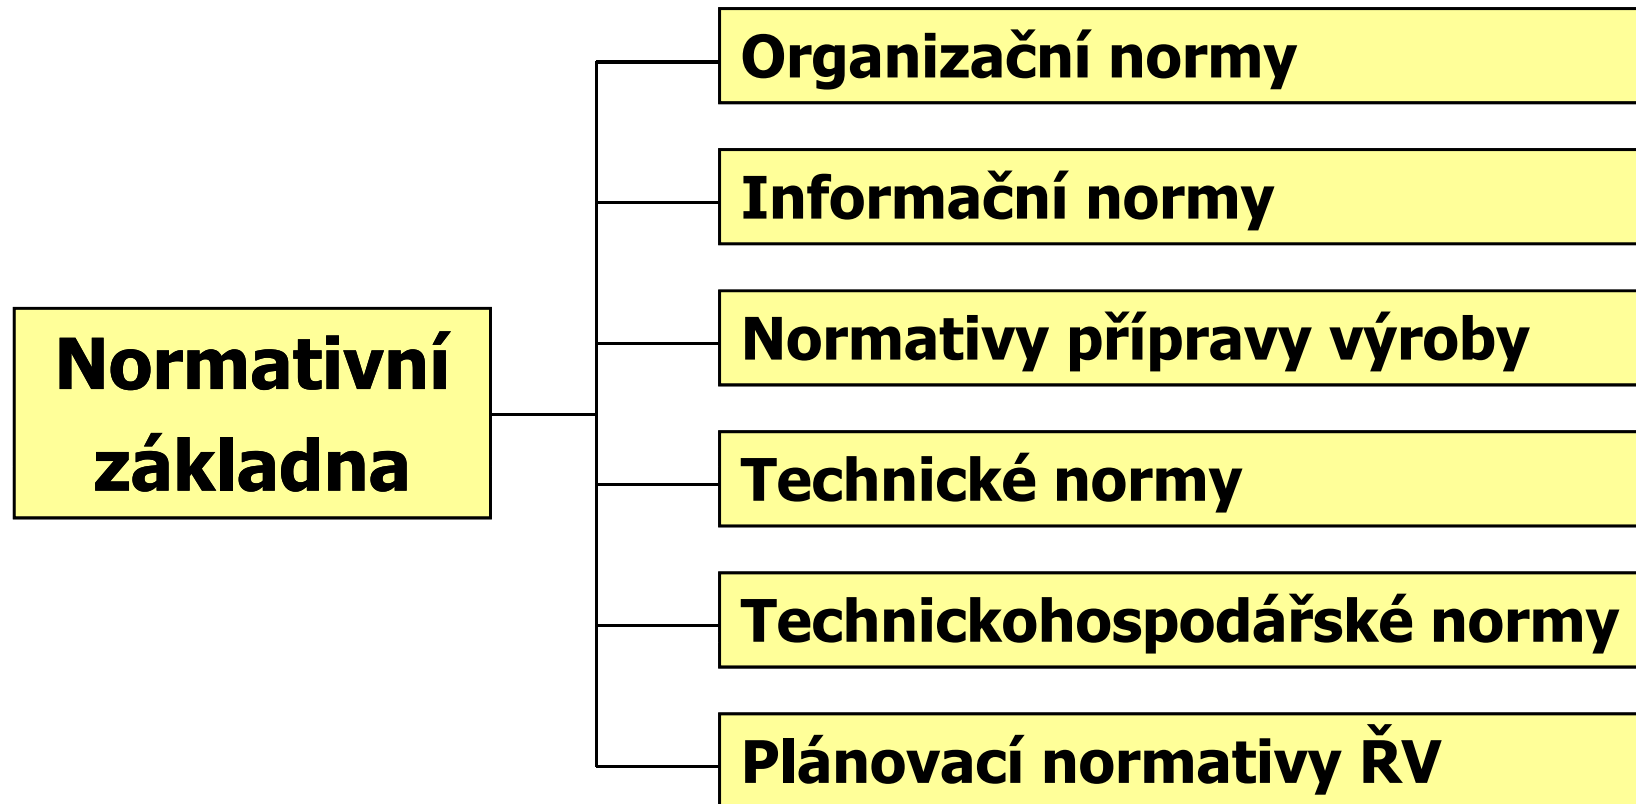 Organizační normy
Informační normy
Normativy přípravy výroby
Normativní
základna
Technické normy
Technickohospodářské normy
Plánovací normativy ŘV